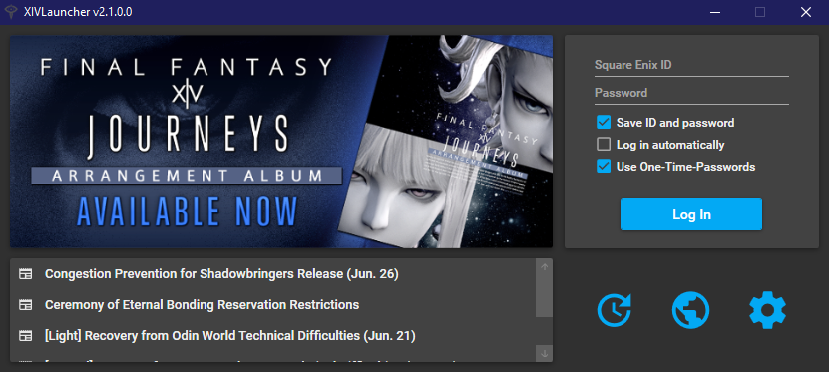 XIVLauncher v2.1.0.0
FINAL FANTASY
XIV
JOURNEYS
ARRANGEMENT ALBUM
AVAILABLE NOW
FINAL FANTASY
XIV
JOURNEYS
ARRANGEMENT ALBUM
Square Enix ID
Password
Save ID and password
Log in automatically
Use One-Time-Passwords
Log In
Congestion Prevention for Shadowbringers Release (Jun. 26)
Ceremony of Eternal Bonding Reservation Restrictions
[Light] Recovery from Odin World Technical Difficulties (Jun. 21)